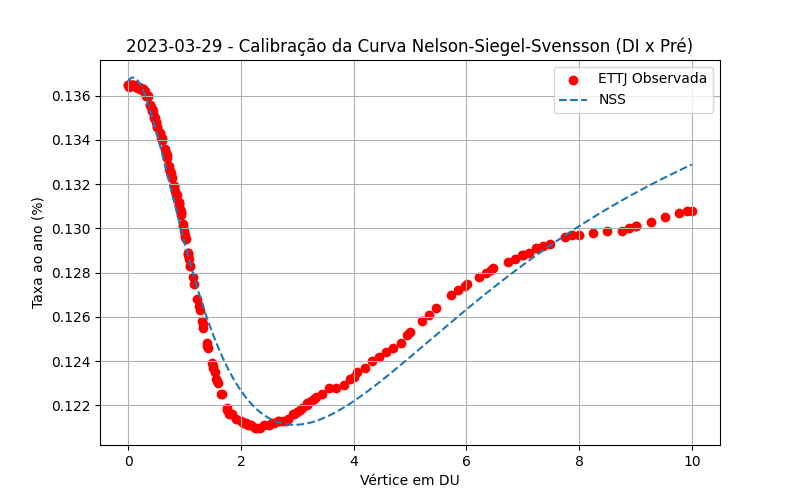 2023-03-29 - Calibração da Curva Nelson-Siegel-Svensson (DI x Pré)
ETTJ Observada
NSS
Taxa ao ano (%)
0.136
0.134
0.132
0.130
0.128
0.126
0.124
0.122
0 2 4 6 8 10
Vértice em DU